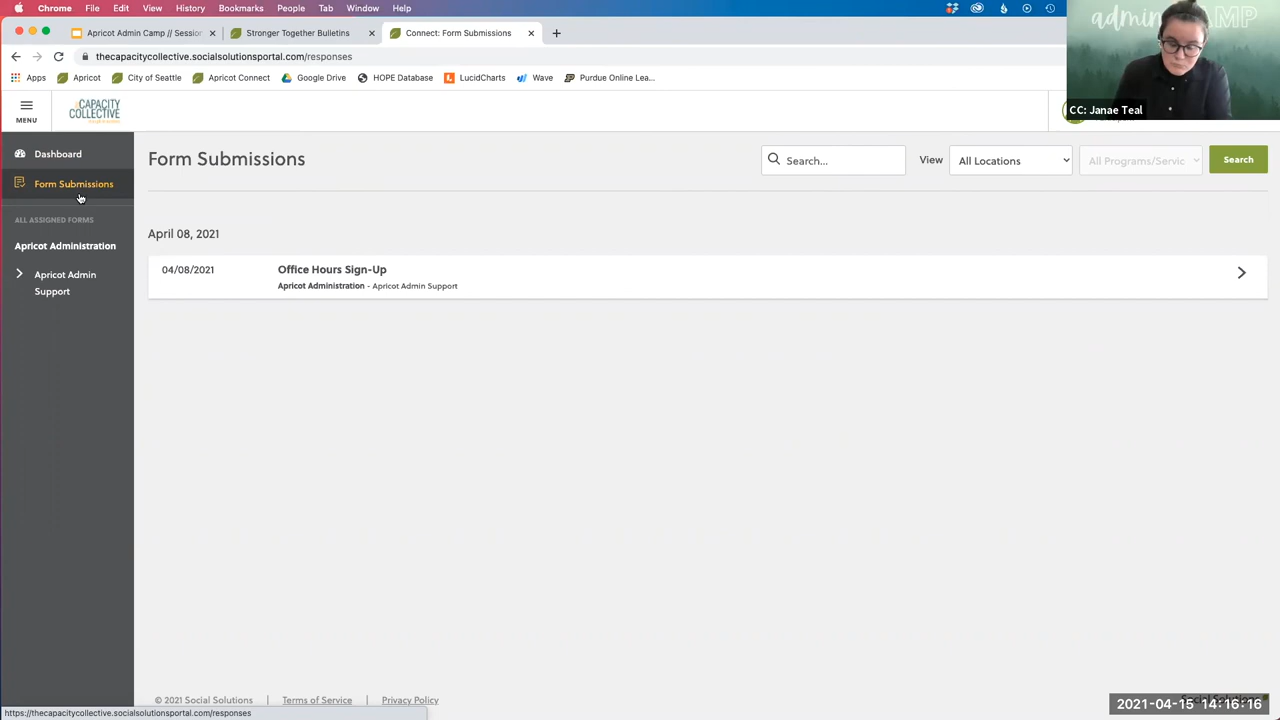 Chrome File Edit View History Bookmarks People Tab Window Help
Apricot Admin Camp // Session
Stronger Together Bulletins
Connect: Form Submissions
thecapacitycollective.socialsolutionsportal.com/responses
Apps Apricot City of Seattle Apricot Connect Google Drive HOPE Database LucidCharts Wave Purdue Online Lea...
adminCAMP
CC: Janae Teal
MENU
CAPACITY
COLLECTIVE
Dashboard
Form Submissions
ALL ASSIGNED FORMS
Apricot Administration
Apricot Admin
Support
Form Submissions
Search...
View
All Locations
All Programs/Servic
Search
April 08, 2021
04/08/2021
Office Hours Sign-Up
Apricot Administration - Apricot Admin Support
© 2021 Social Solutions | Terms of Service | Privacy Policy
https://thecapacitycollective.socialsolutionsportal.com/responses
2021-04-15 14:16:16